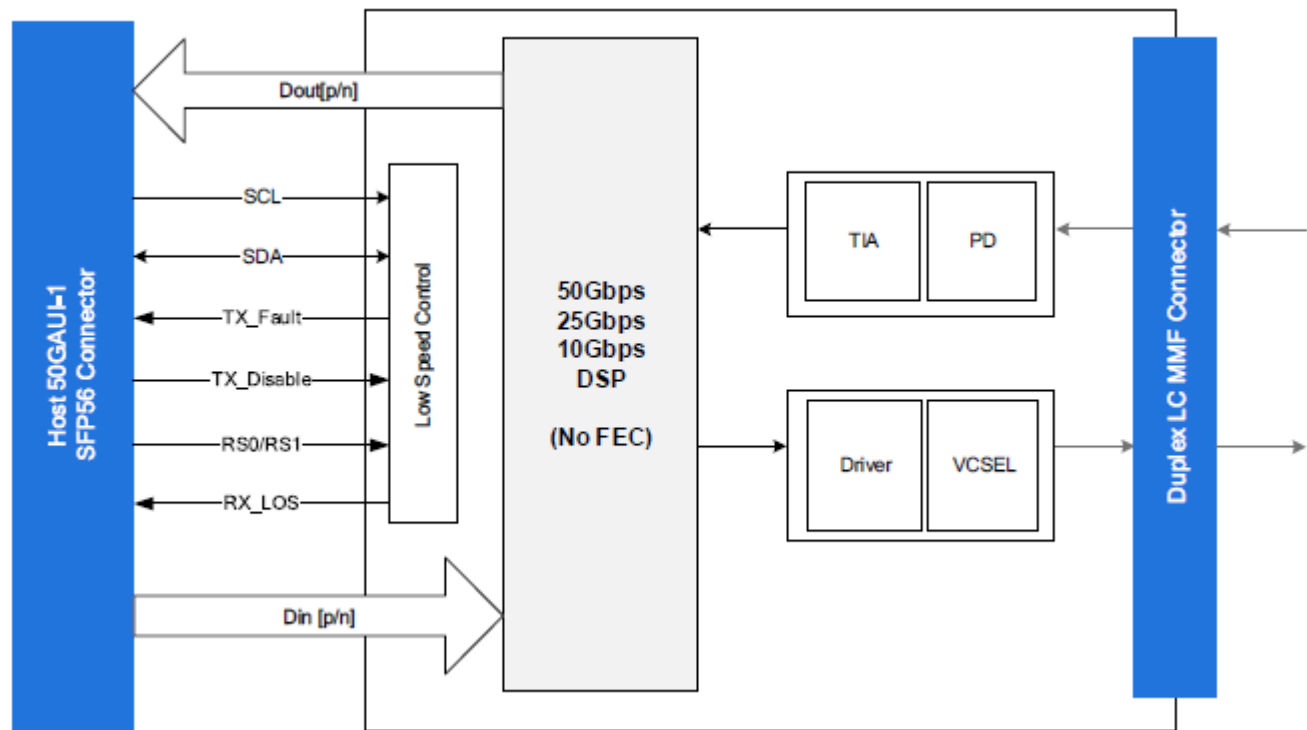 Host 50GAUI-1
SFP56 Connector
Dout[p/n]
SCL
SDA
TX_Fault
TX_Disable
RS0/RS1
RX_LOS
Din [p/n]
Low Speed Control
50Gbps
25Gbps
10Gbps
DSP
(No FEC)
TIA
PD
Driver
VCSEL
Duplex LC MMF Connector